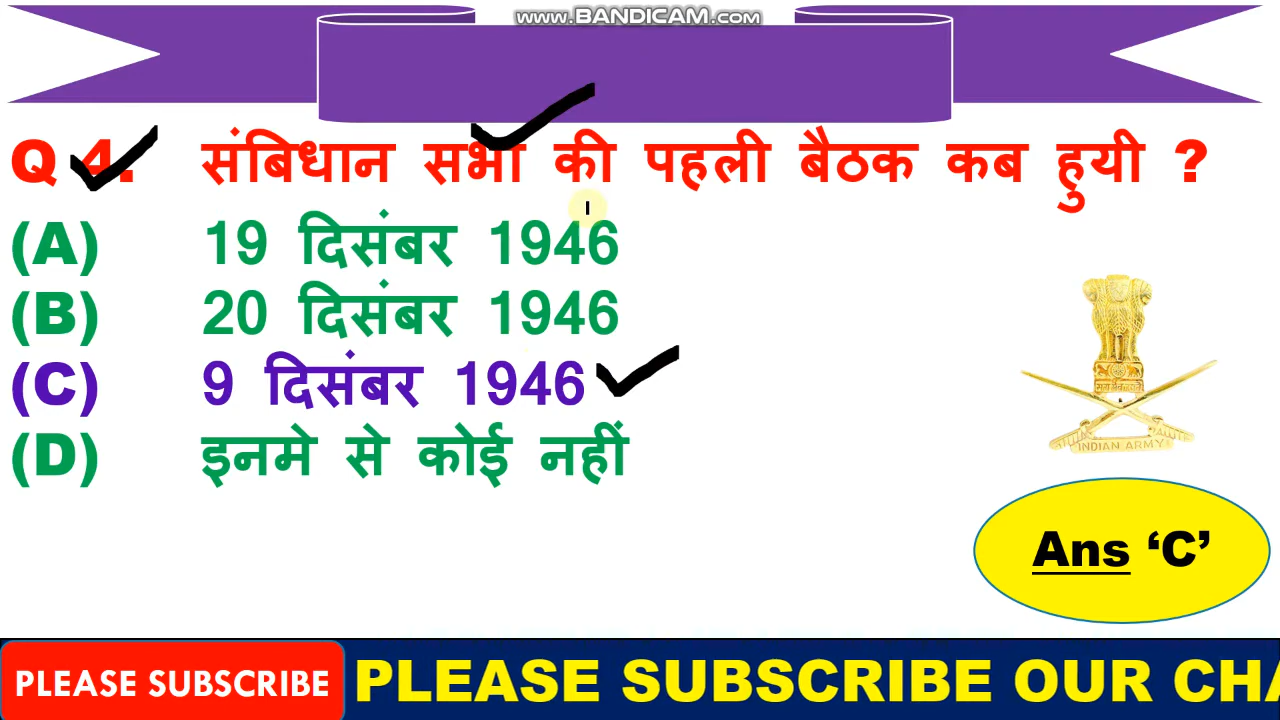 www.BANDICAM.com
Q 4. संबिधान सभा की पहली बैठक कब हुयी ?
(A) 19 दिसंबर 1946
(B) 20 दिसंबर 1946
(C) 9 दिसंबर 1946
(D) इनमे से कोई नहीं
INDIAN ARMY
Ans ‘C’
PLEASE SUBSCRIBE
PLEASE SUBSCRIBE OUR CHA